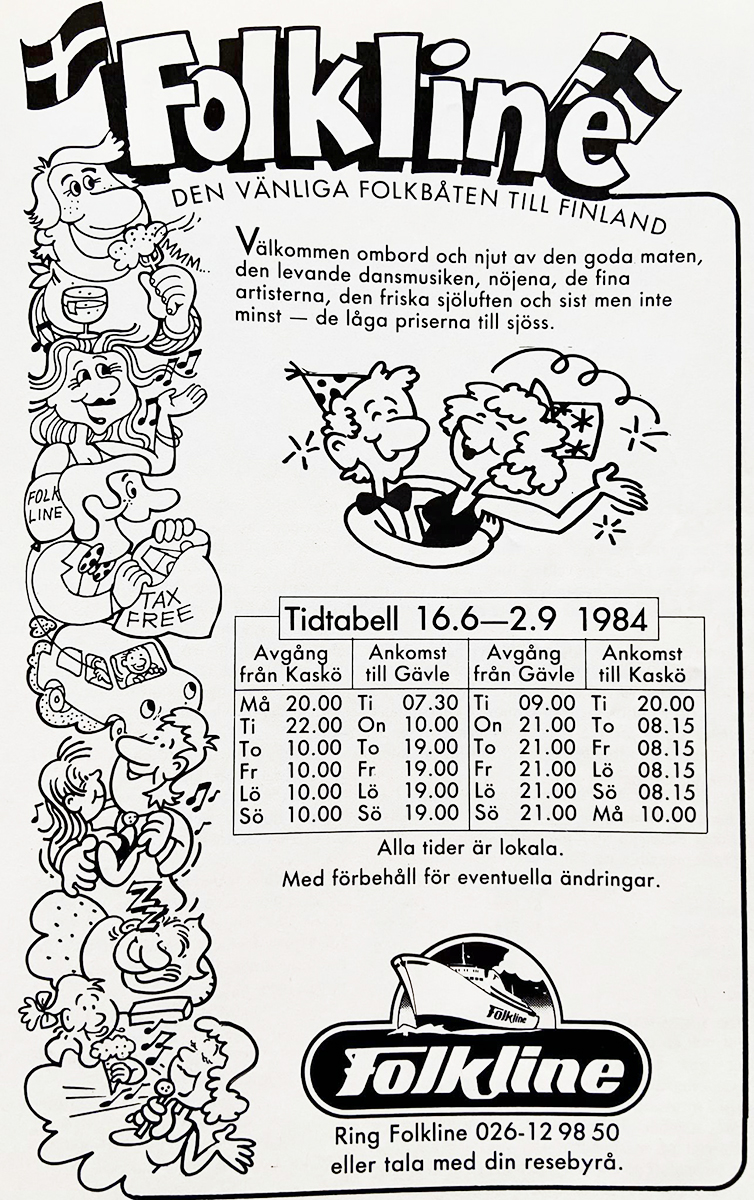 Folkline
DEN VÄNLIGA FOLKBÅTEN TILL FINLAND
Välkommen ombord och njut av den goda maten,
den levande dansmusiken, nöjena, de fina
artisterna, den friska sjöluften och sist men inte
minst — de låga priserna till sjöss.
FOLK
LINE
TAX
FREE
Tidtabell 16.6—2.9 1984
Avgång från Kaskö Ankomst till Gävle Avgång från Gävle Ankomst till Kaskö
Må 20.00 Ti 07.30 Ti 09.00 Ti 20.00
Ti 22.00 On 10.00 On 21.00 To 08.15
To 10.00 To 19.00 To 21.00 Fr 08.15
Fr 10.00 Fr 19.00 Fr 21.00 Lö 08.15
Lö 10.00 Lö 19.00 Lö 21.00 Sö 08.15
Sö 10.00 Sö 19.00 Sö 21.00 Må 10.00
Alla tider är lokala.
Med förbehåll för eventuella ändringar.
ZZZ
Folkline
Folkline
Ring Folkline 026-12 98 50
eller tala med din resebyrå.